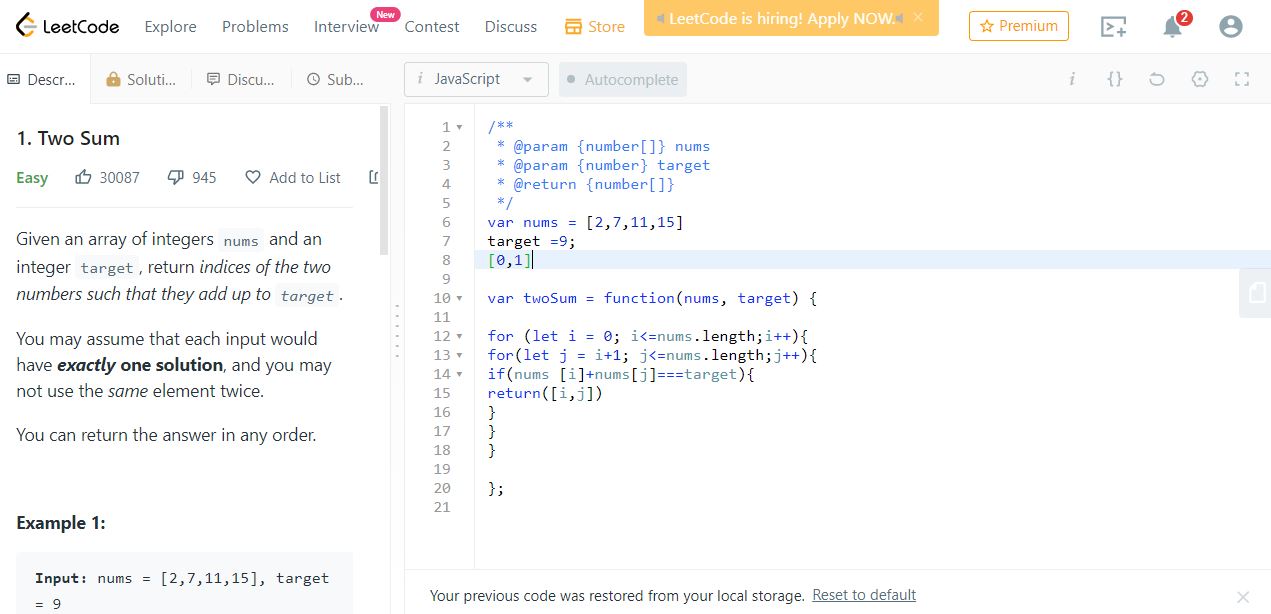 LeetCode Explore Problems Interview New Contest Discuss Store LeetCode is hiring! Apply NOW. Premium 2
Descr... Soluti... Discu... Sub... i JavaScript Autocomplete i {}
1. Two Sum
Easy 30087 945 Add to List
Given an array of integers nums and an
integer target, return indices of the two
numbers such that they add up to target.
You may assume that each input would
have exactly one solution, and you may
not use the same element twice.
You can return the answer in any order.
Example 1:
Input: nums = [2,7,11,15], target
= 9
1 /**
2 * @param {number[]} nums
3 * @param {number} target
4 * @return {number[]}
5 */
6 var nums = [2,7,11,15]
7 target =9;
8 [0,1]
9
10 var twoSum = function(nums, target) {
11
12 for (let i = 0; i<=nums.length;i++){
13 for(let j = i+1; j<=nums.length;j++){
14 if(nums [i]+nums[j]===target){
15 return([i,j])
16 }
17 }
18 }
19
20 };
21
Your previous code was restored from your local storage. Reset to default